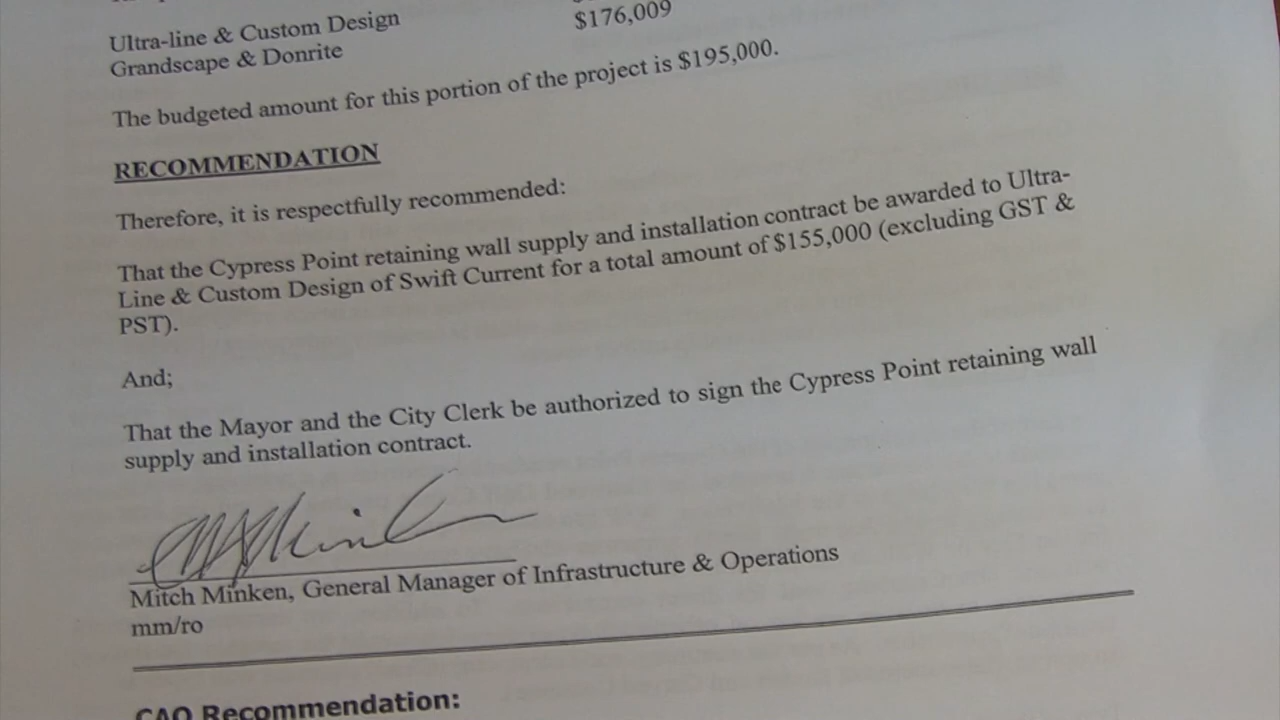 Ultra-line & Custom Design
$176,009
Grandscape & Donrite
The budgeted amount for this portion of the project is $195,000.
RECOMMENDATION
Therefore, it is respectfully recommended:
That the Cypress Point retaining wall supply and installation contract be awarded to Ultra-
Line & Custom Design of Swift Current for a total amount of $155,000 (excluding GST &
PST).
And;
That the Mayor and the City Clerk be authorized to sign the Cypress Point retaining wall
supply and installation contract.
Mitch Minken, General Manager of Infrastructure & Operations
mm/ro
CAO Recommendation: